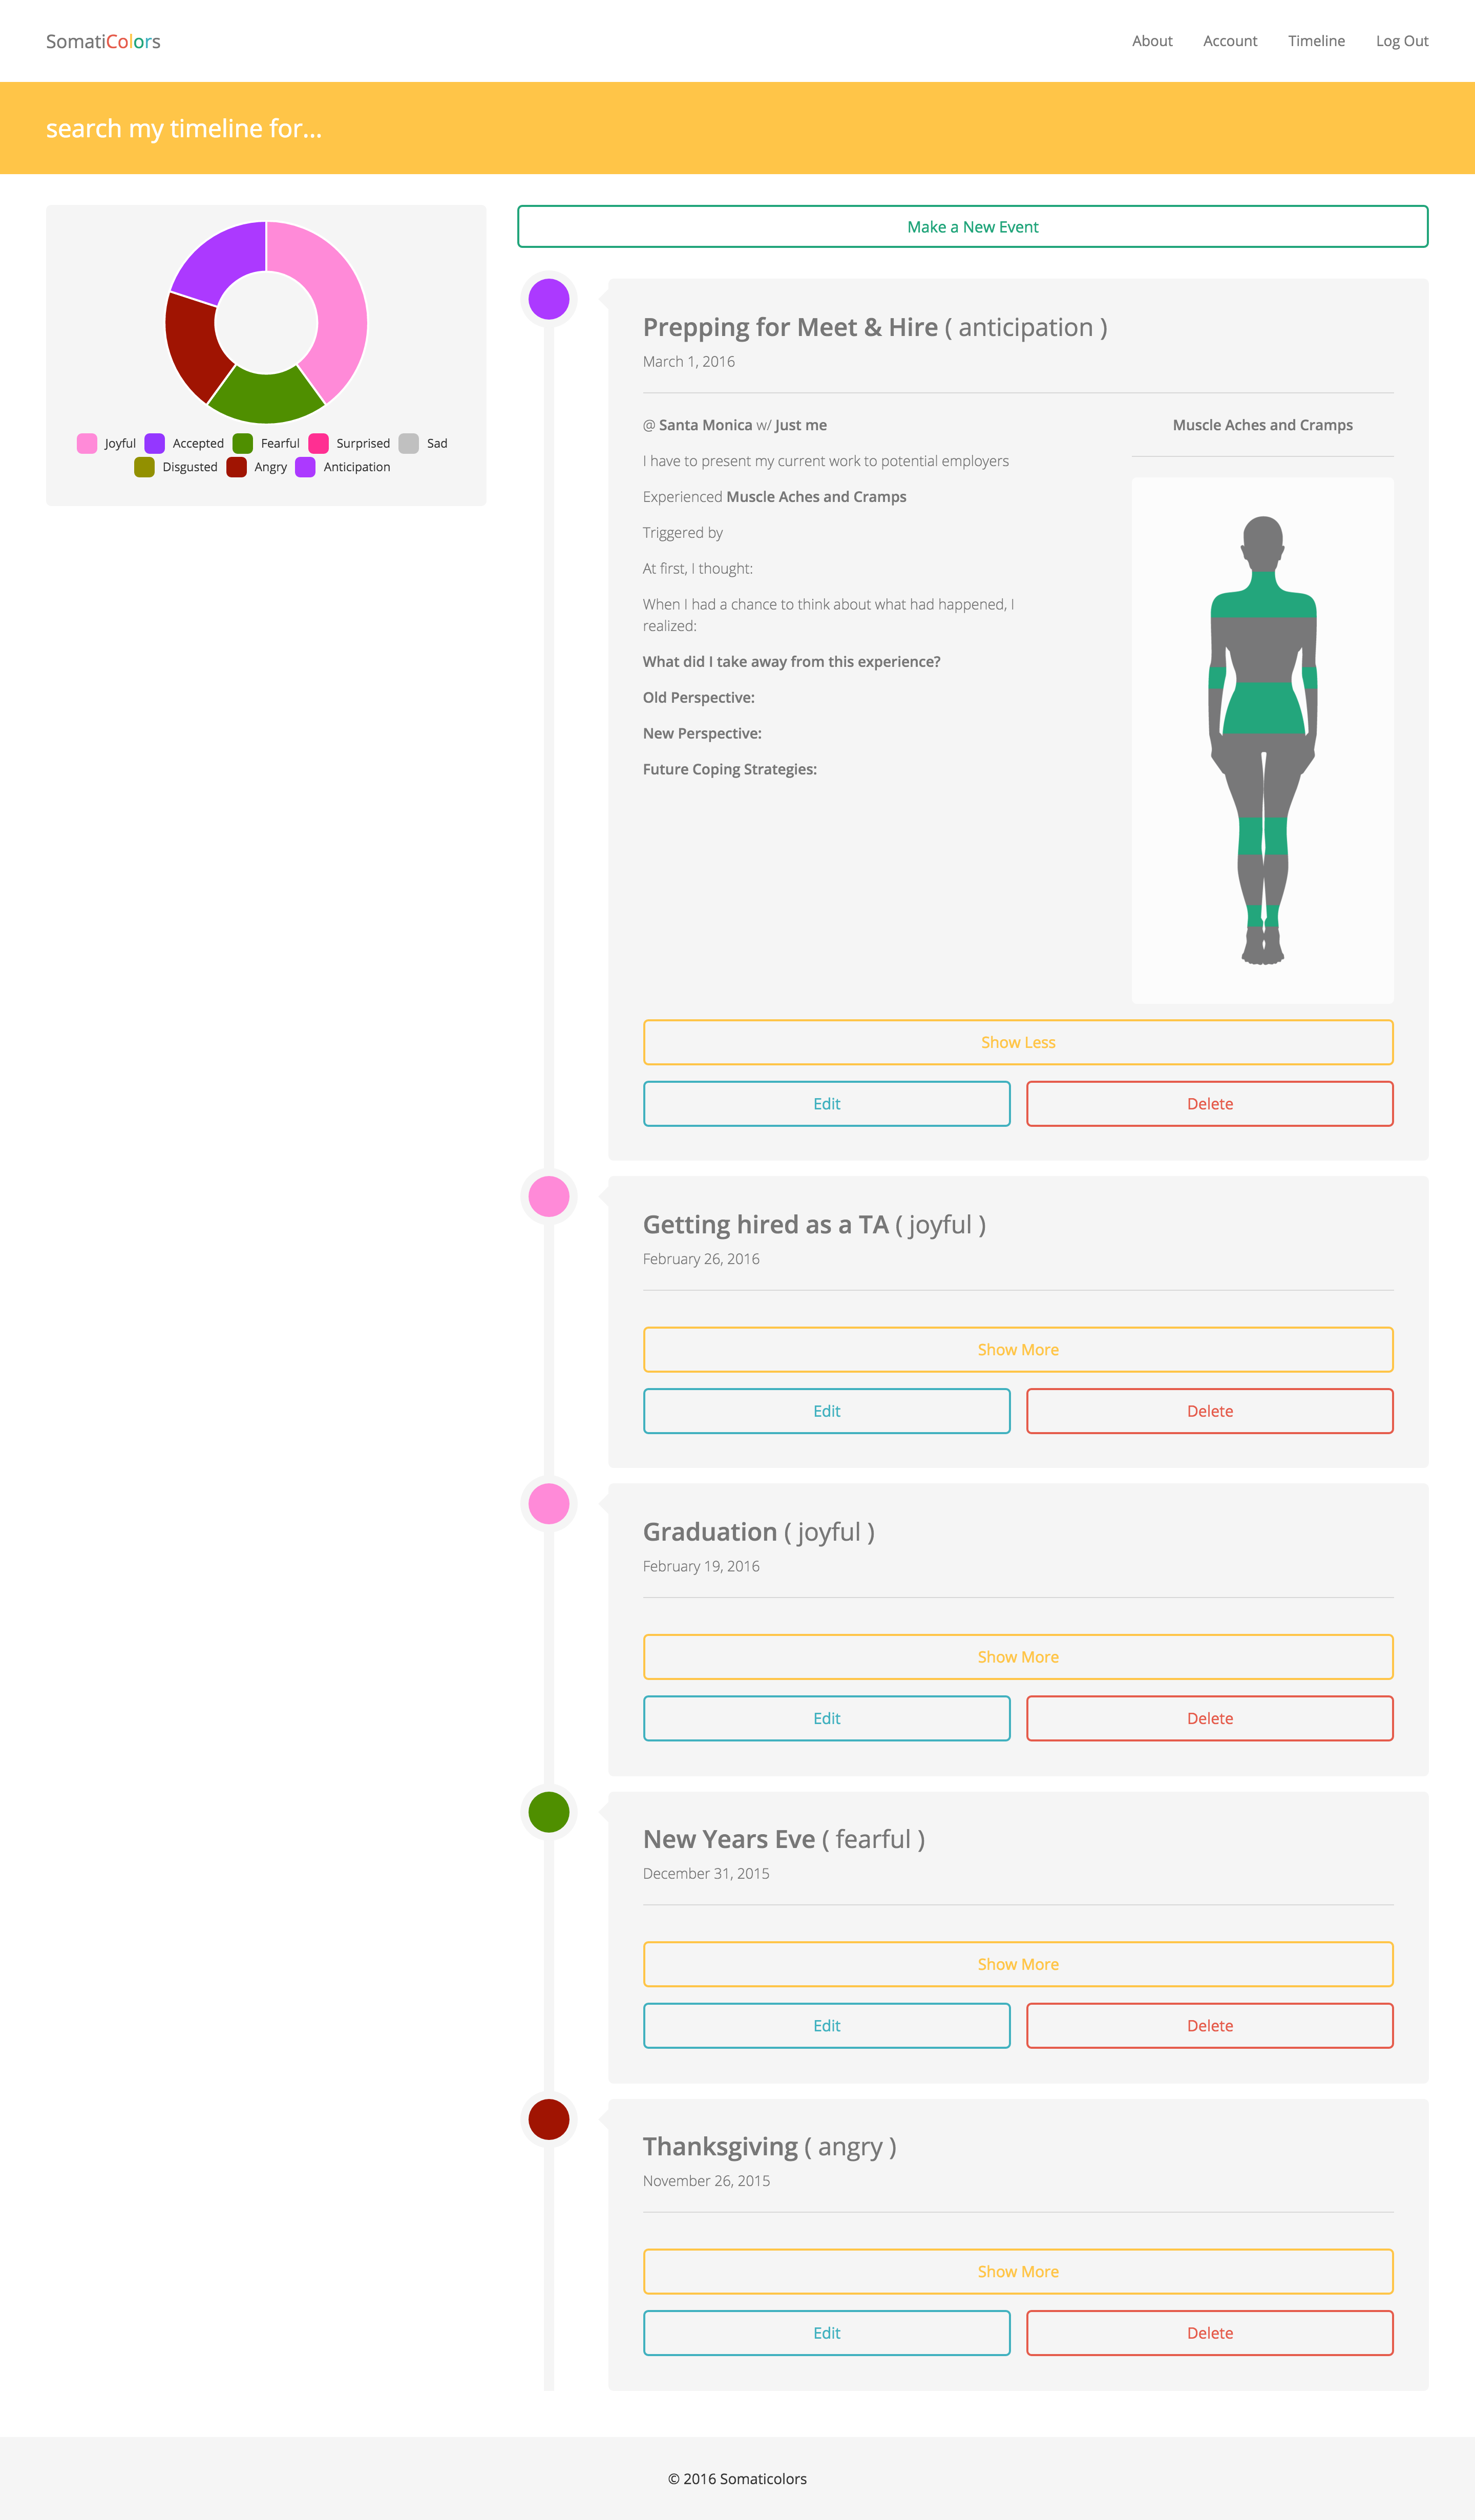 SomatiColors
About Account Timeline Log Out
search my timeline for...
Joyful Accepted Fearful Surprised Sad
Disgusted Angry Anticipation
Make a New Event
Prepping for Meet & Hire ( anticipation )
March 1, 2016
@ Santa Monica w/ Just me
I have to present my current work to potential employers
Experienced Muscle Aches and Cramps
Triggered by
At first, I thought:
When I had a chance to think about what had happened, I
realized:
What did I take away from this experience?
Old Perspective:
New Perspective:
Future Coping Strategies:
Muscle Aches and Cramps
Show Less
Edit Delete
Getting hired as a TA ( joyful )
February 26, 2016
Show More
Edit Delete
Graduation ( joyful )
February 19, 2016
Show More
Edit Delete
New Years Eve ( fearful )
December 31, 2015
Show More
Edit Delete
Thanksgiving ( angry )
November 26, 2015
Show More
Edit Delete
© 2016 Somaticolors